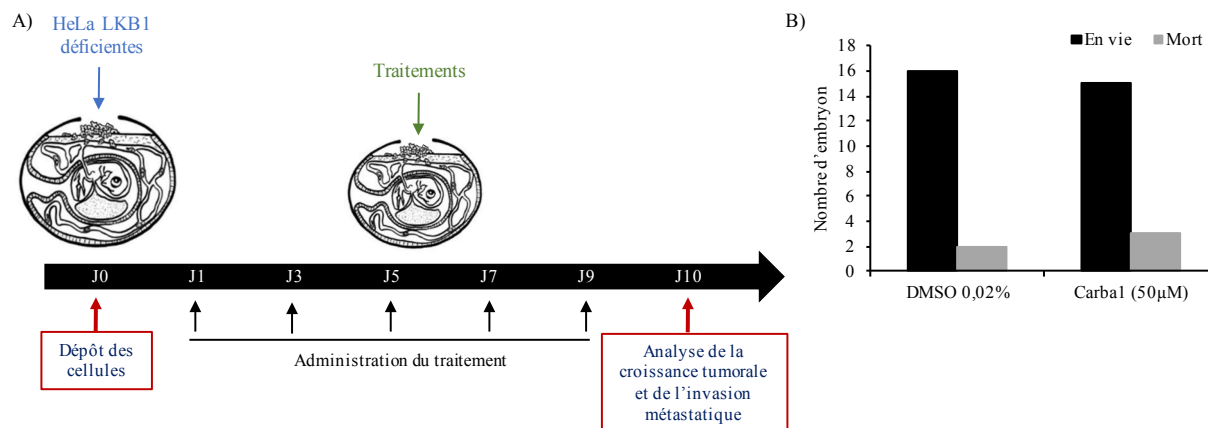 A)
HeLa LKB1
déficientes
Traitements
J0 J1 J3 J5 J7 J9 J10
Dépôt des
cellules
Administration du traitement
Analyse de la
croissance tumorale
et de l'invasion
métastatique
B)
En vie Mort
Nombre d'embryon
18
16
14
12
10
8
6
4
2
0
DMSO 0,02% Carba1 (50µM)